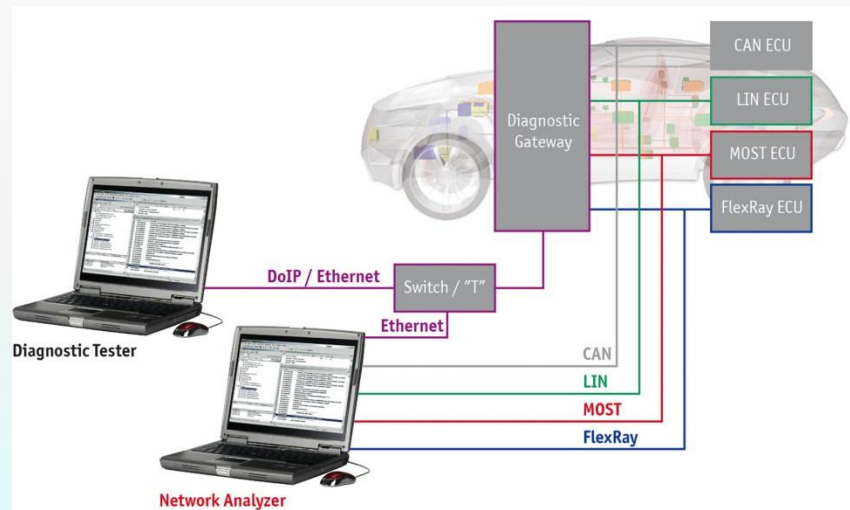 CAN ECU
LIN ECU
Diagnostic
Gateway
MOST ECU
FlexRay ECU
DoIP / Ethernet
Switch / "T"
Ethernet
Diagnostic Tester
CAN
LIN
MOST
FlexRay
Network Analyzer